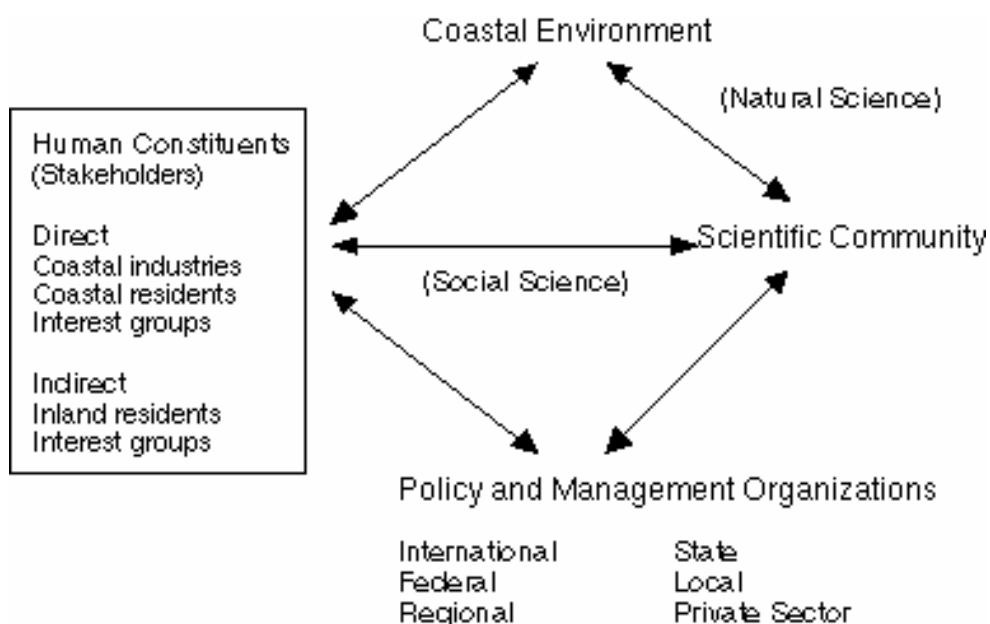 Coastal Environment
(Natural Science)
Human Constituents
(Stakeholders)
Direct
Coastal industries
Coastal residents
Interest groups
Indirect
Inland residents
Interest groups
Scientific Community
(Social Science)
Policy and Management Organizations
International State
Federal Local
Regional Private Sector